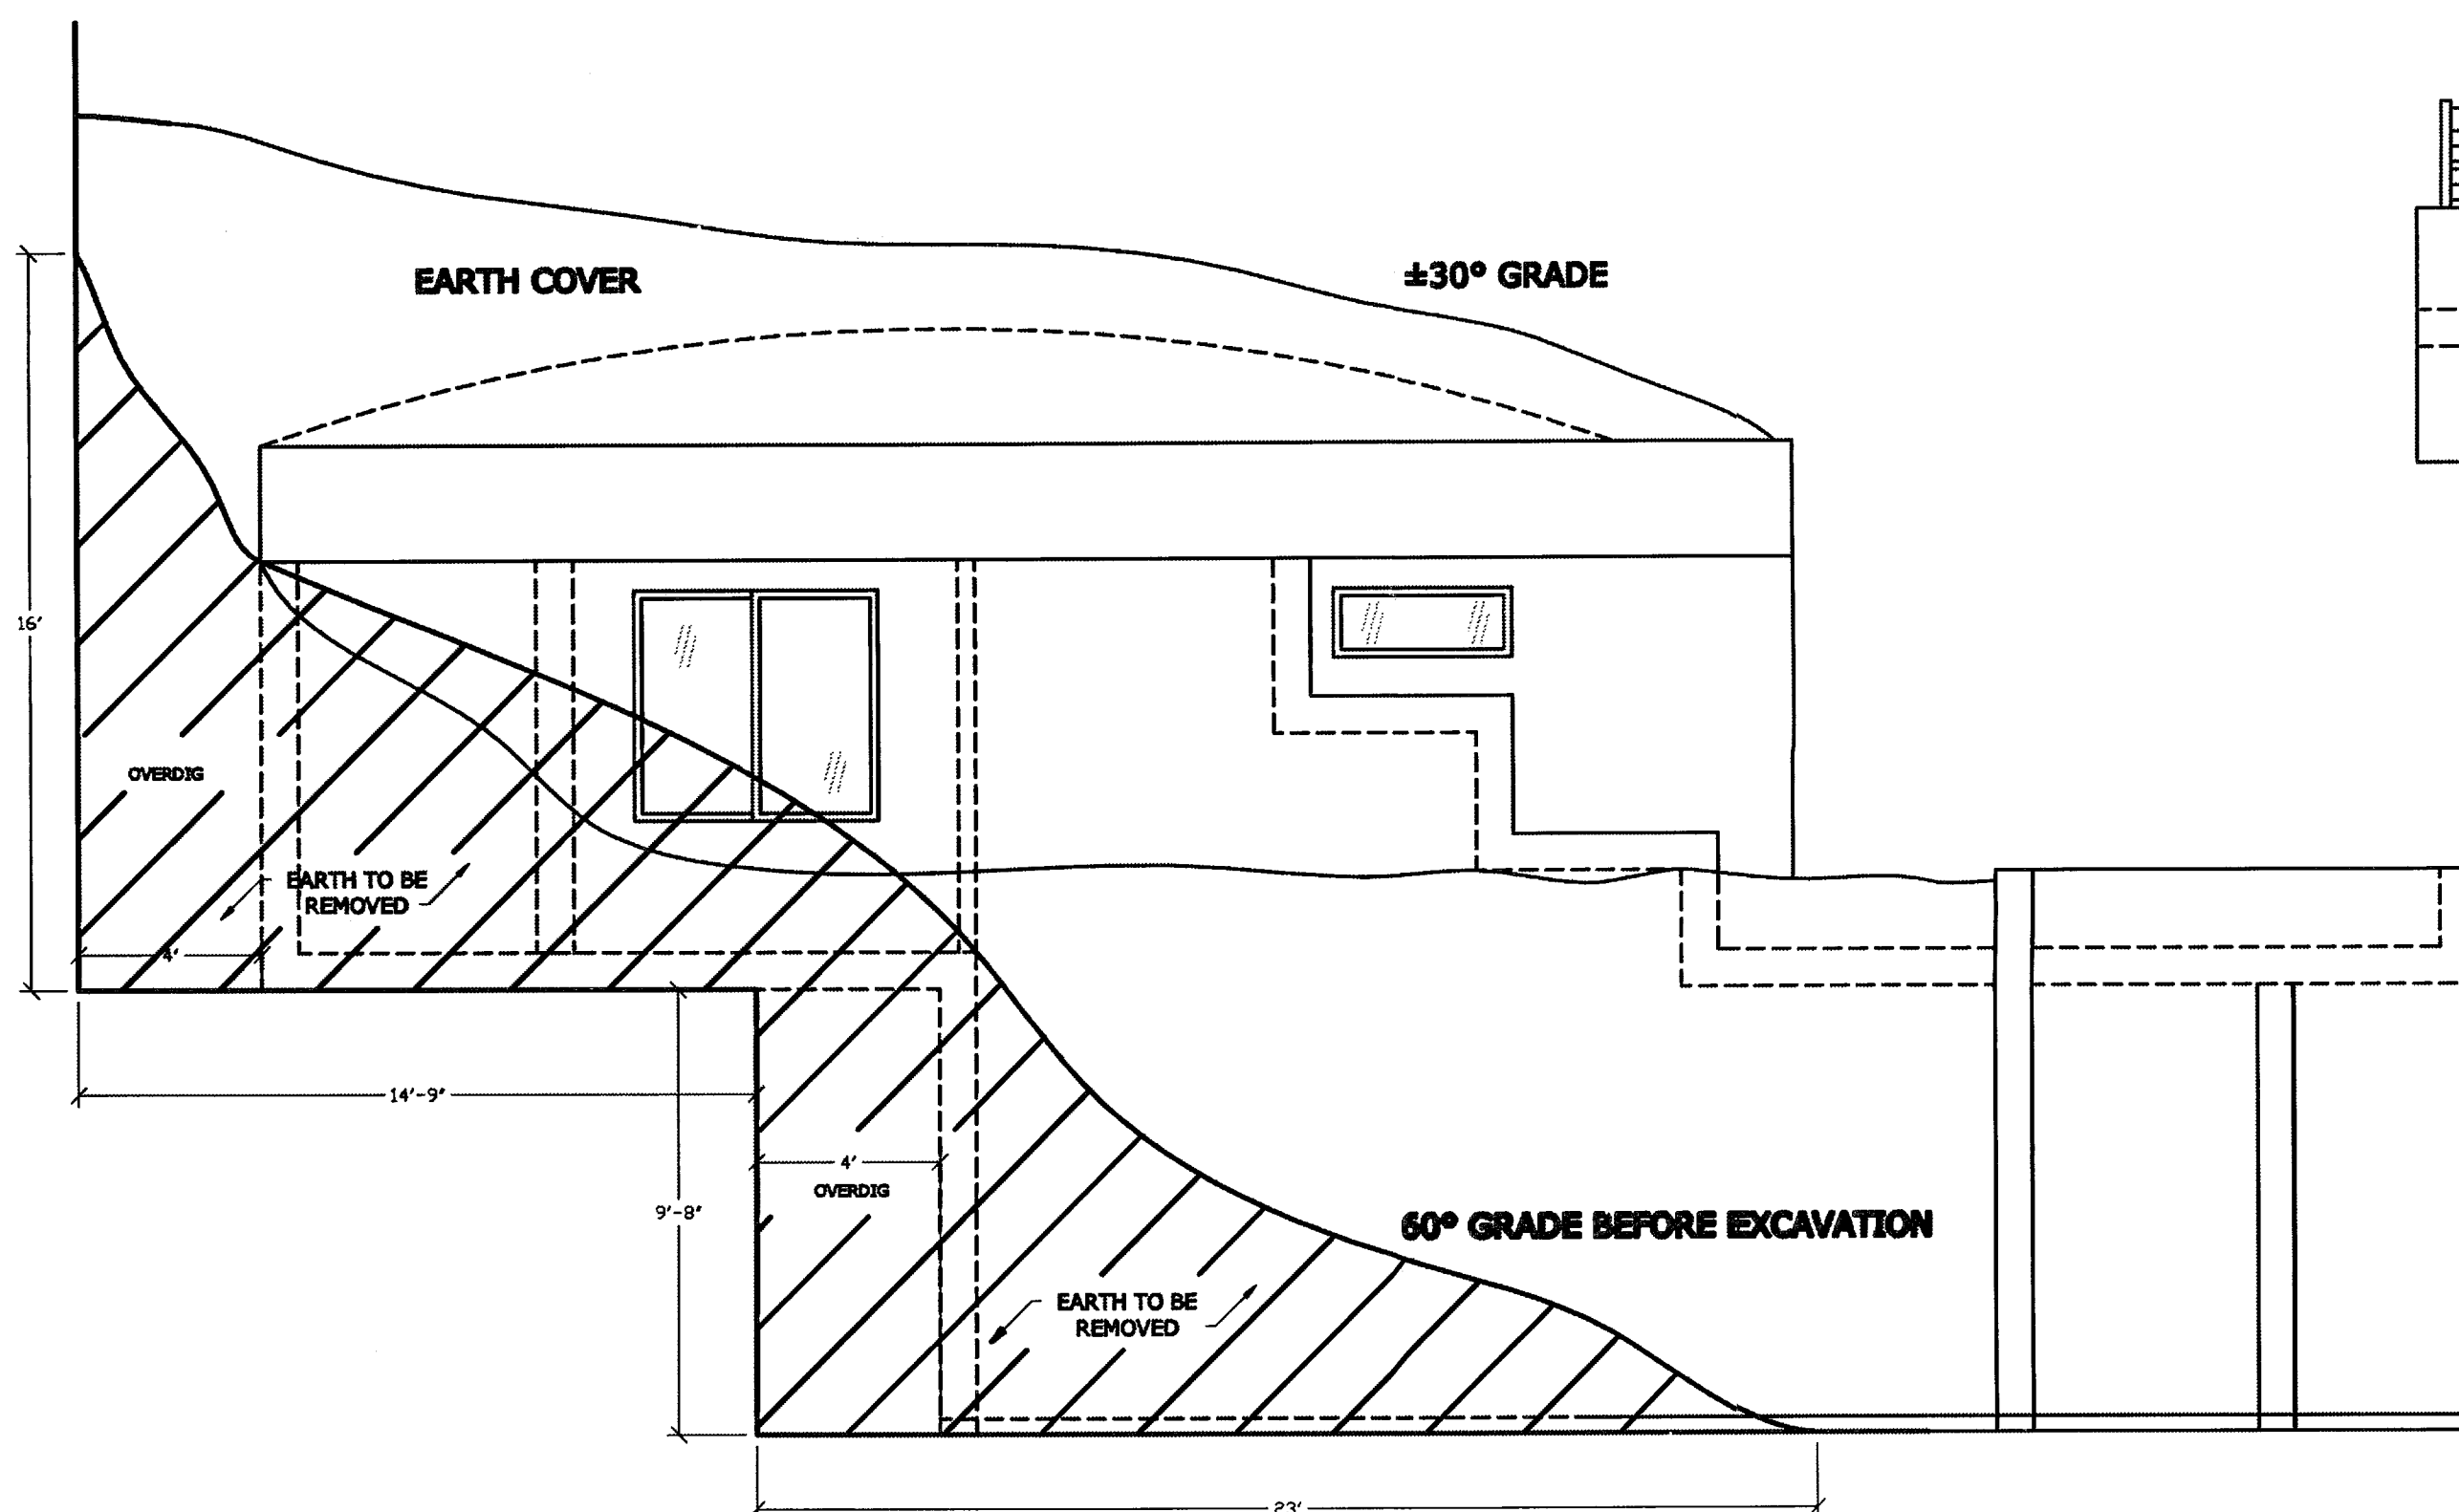 EARTH COVER
±30° GRADE
16'
OVERDIG
EARTH TO BE
REMOVED
4'
14'-9"
4'
OVERDIG
9'-8"
60° GRADE BEFORE EXCAVATION
EARTH TO BE
REMOVED
23'